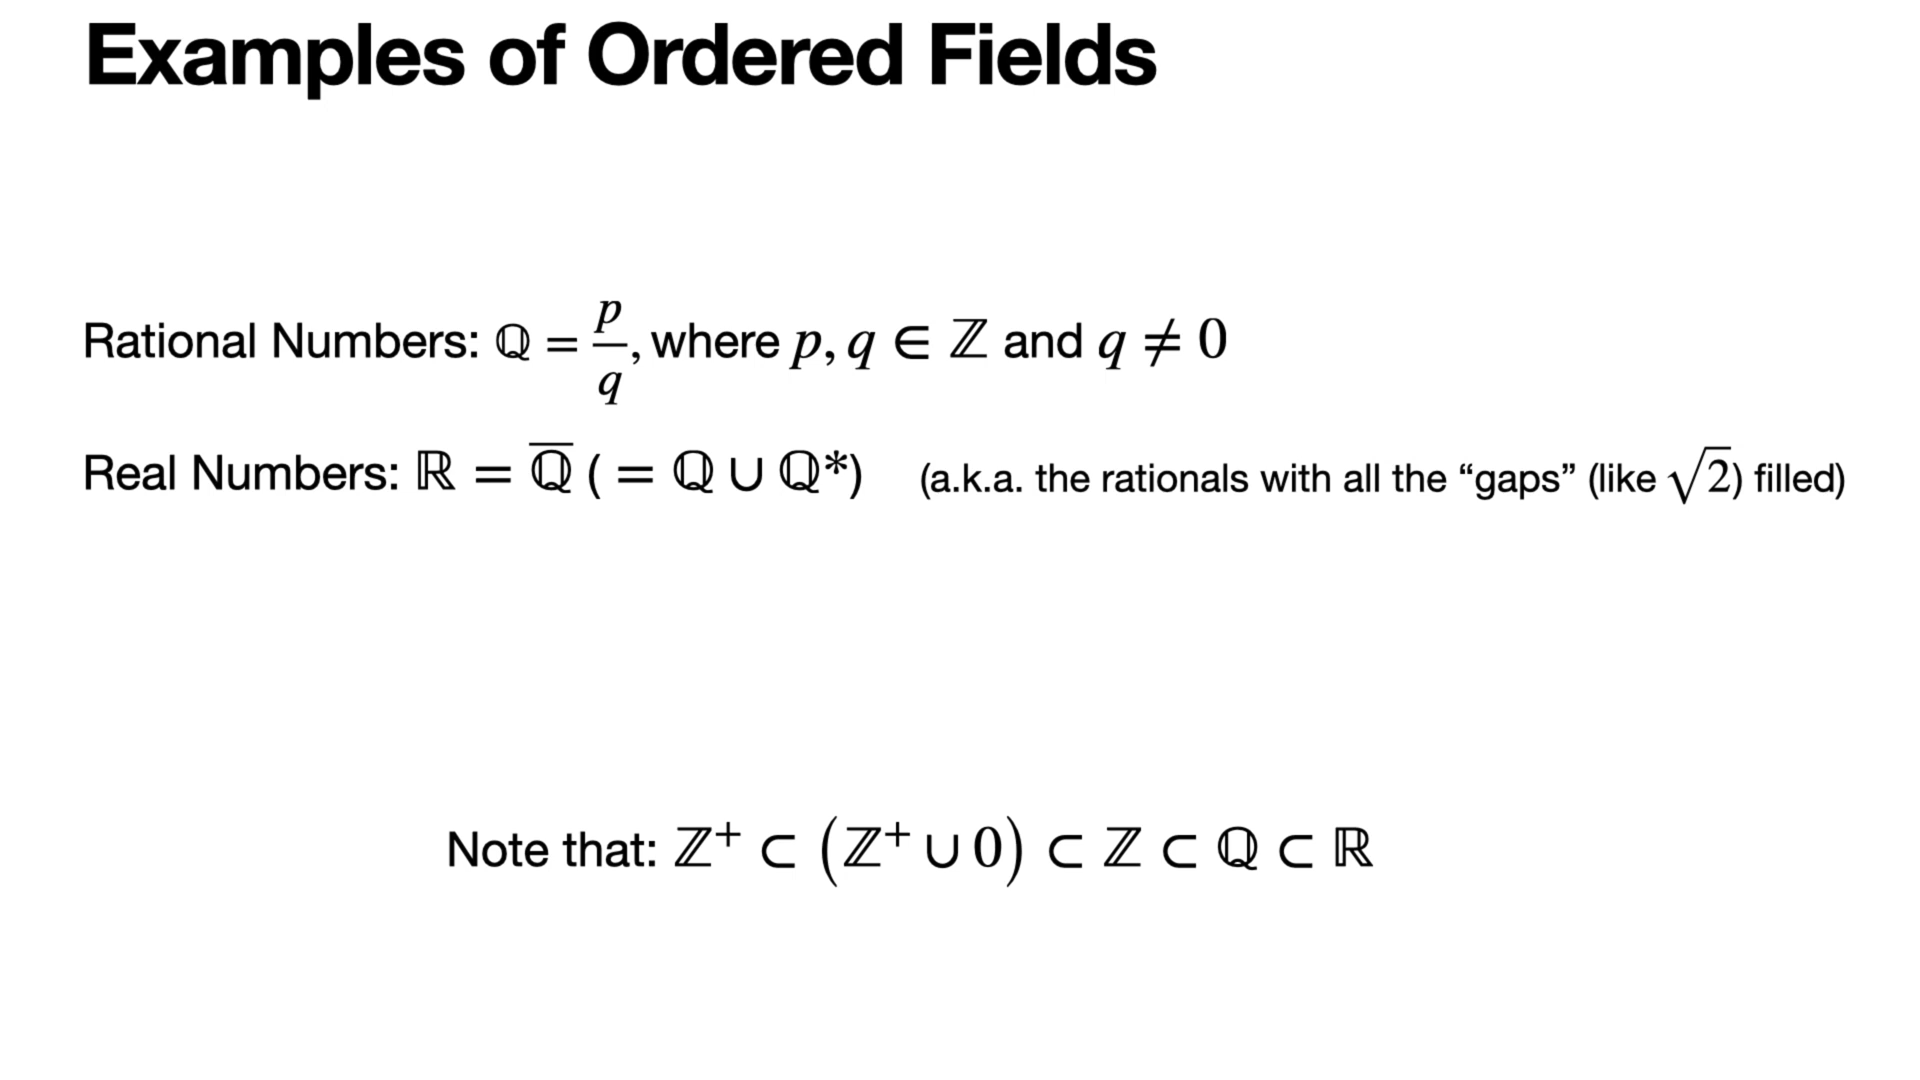 Examples of Ordered Fields
Rational Numbers: ℚ = p/q, where p, q ∈ ℤ and q ≠ 0
Real Numbers: ℝ = ℚ̅ ( = ℚ ∪ ℚ*) (a.k.a. the rationals with all the “gaps” (like √2) filled)
Note that: ℤ⁺ ⊂ (ℤ⁺ ∪ 0) ⊂ ℤ ⊂ ℚ ⊂ ℝ